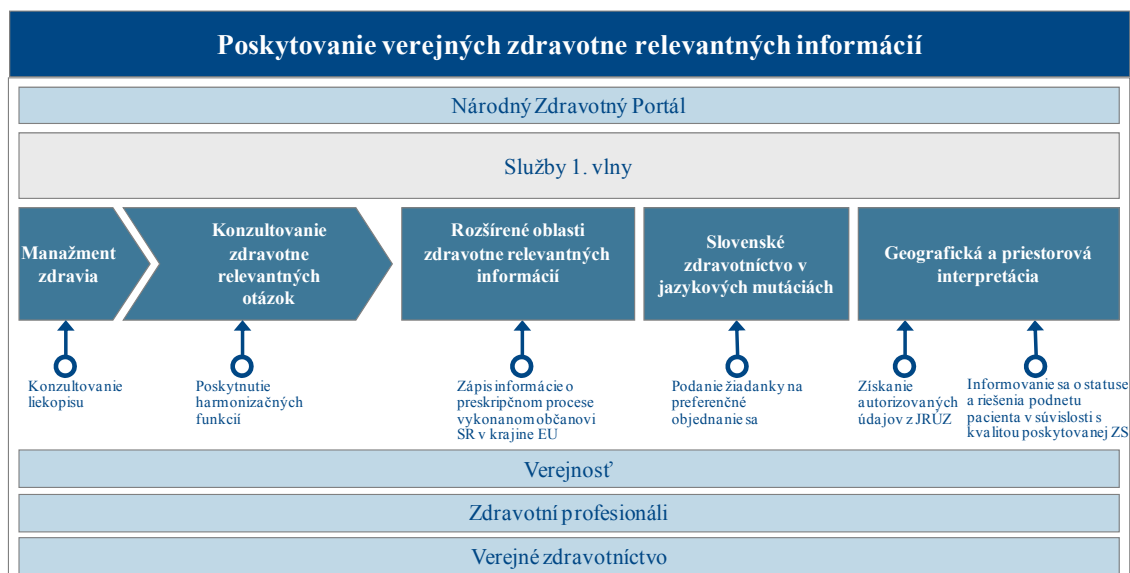 Poskytovanie verejných zdravotne relevantných informácií
Národný Zdravotný Portál
Služby 1. vlny
Manažment
zdravia
Konzultovanie
zdravotne
relevantných
otázok
Rozšírené oblasti
zdravotne relevantných
informácií
Slovenské
zdravotníctvo v
jazykových mutáciách
Geografická a priestorová
interpretácia
Konzultovanie
liekopisu
Poskytnutie
harmonizačných
funkcií
Zápis informácie o
preskripčnom procese
vykonanom občanovi
SR v krajine EU
Podanie žiadanky na
preferenčné
objednanie sa
Získanie
autorizovaných
údajov z JRÚZ
Informovanie sa o statuse
a riešenia podnetu
pacienta v súvislosti s
kvalitou poskytovanej ZS
Verejnosť
Zdravotní profesionáli
Verejné zdravotníctvo